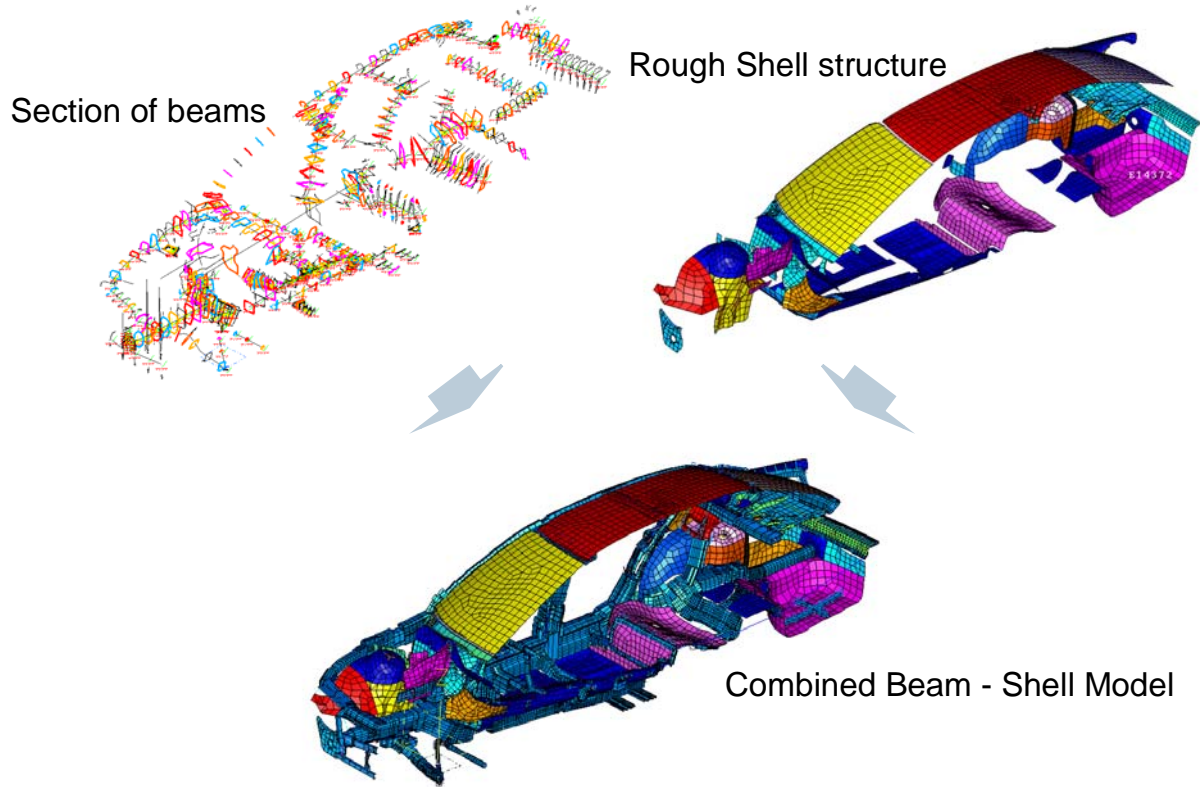 Rough Shell structure
Section of beams
E14372
Combined Beam - Shell Model